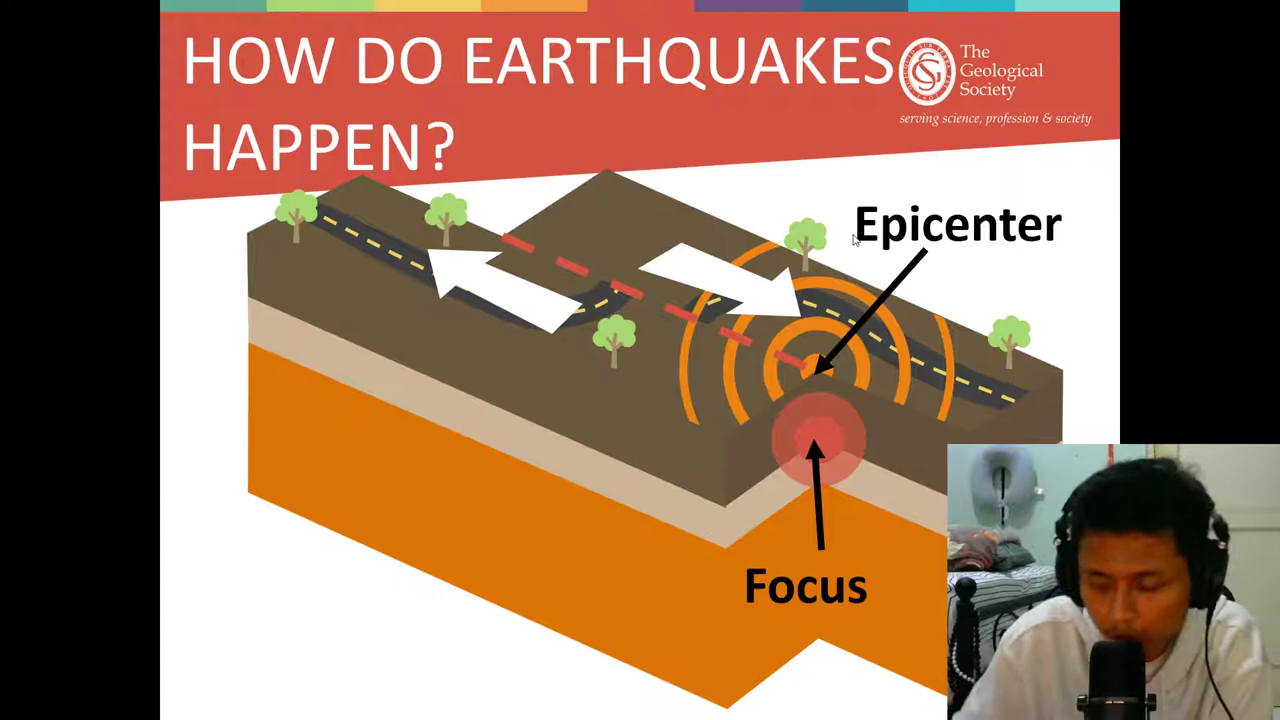 HOW DO EARTHQUAKES
HAPPEN?
The
Geological
Society
serving science, profession & society
Epicenter
Focus